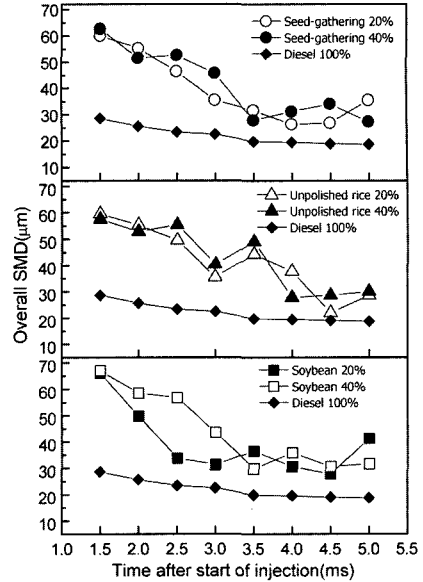 70
60
50
40
30
20
10
Seed-gathering 20%
Seed-gathering 40%
Diesel 100%
60
50
40
30
20
10
Unpolished rice 20%
Unpolished rice 40%
Diesel 100%
Overall SMD(μm)
70
60
50
40
30
20
10
Soybean 20%
Soybean 40%
Diesel 100%
1.0 1.5 2.0 2.5 3.0 3.5 4.0 4.5 5.0 5.5
Time after start of injection(ms)